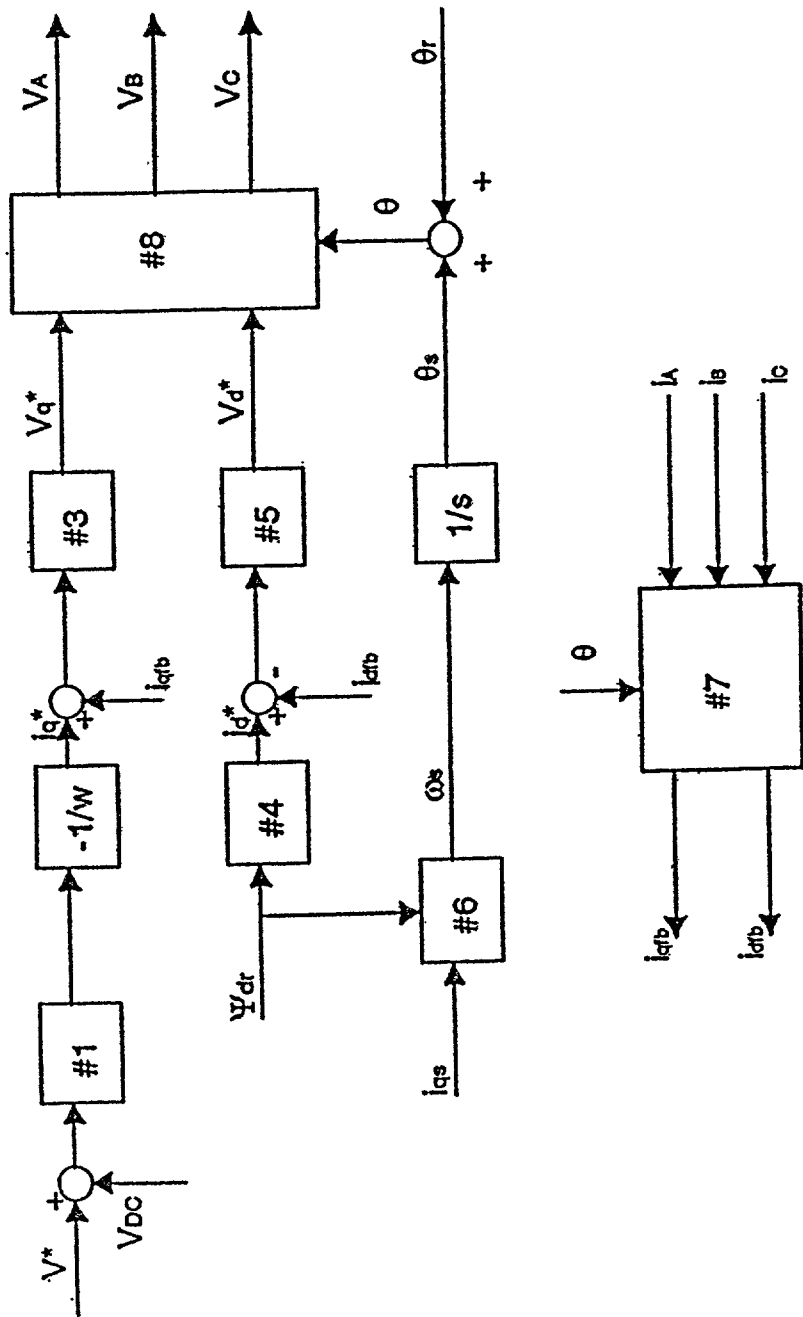 V*
+
VDC
#1
-1/w
iq*
+
iqfb
#3
Vq*
#8
VA
VB
VC
Ψdr
#4
id*
+
-
idfb
#5
Vd*
iqs
#6
ωs
1/s
θs
+
+
θ
θr
iqfb
idfb
#7
θ
iA
iB
iC